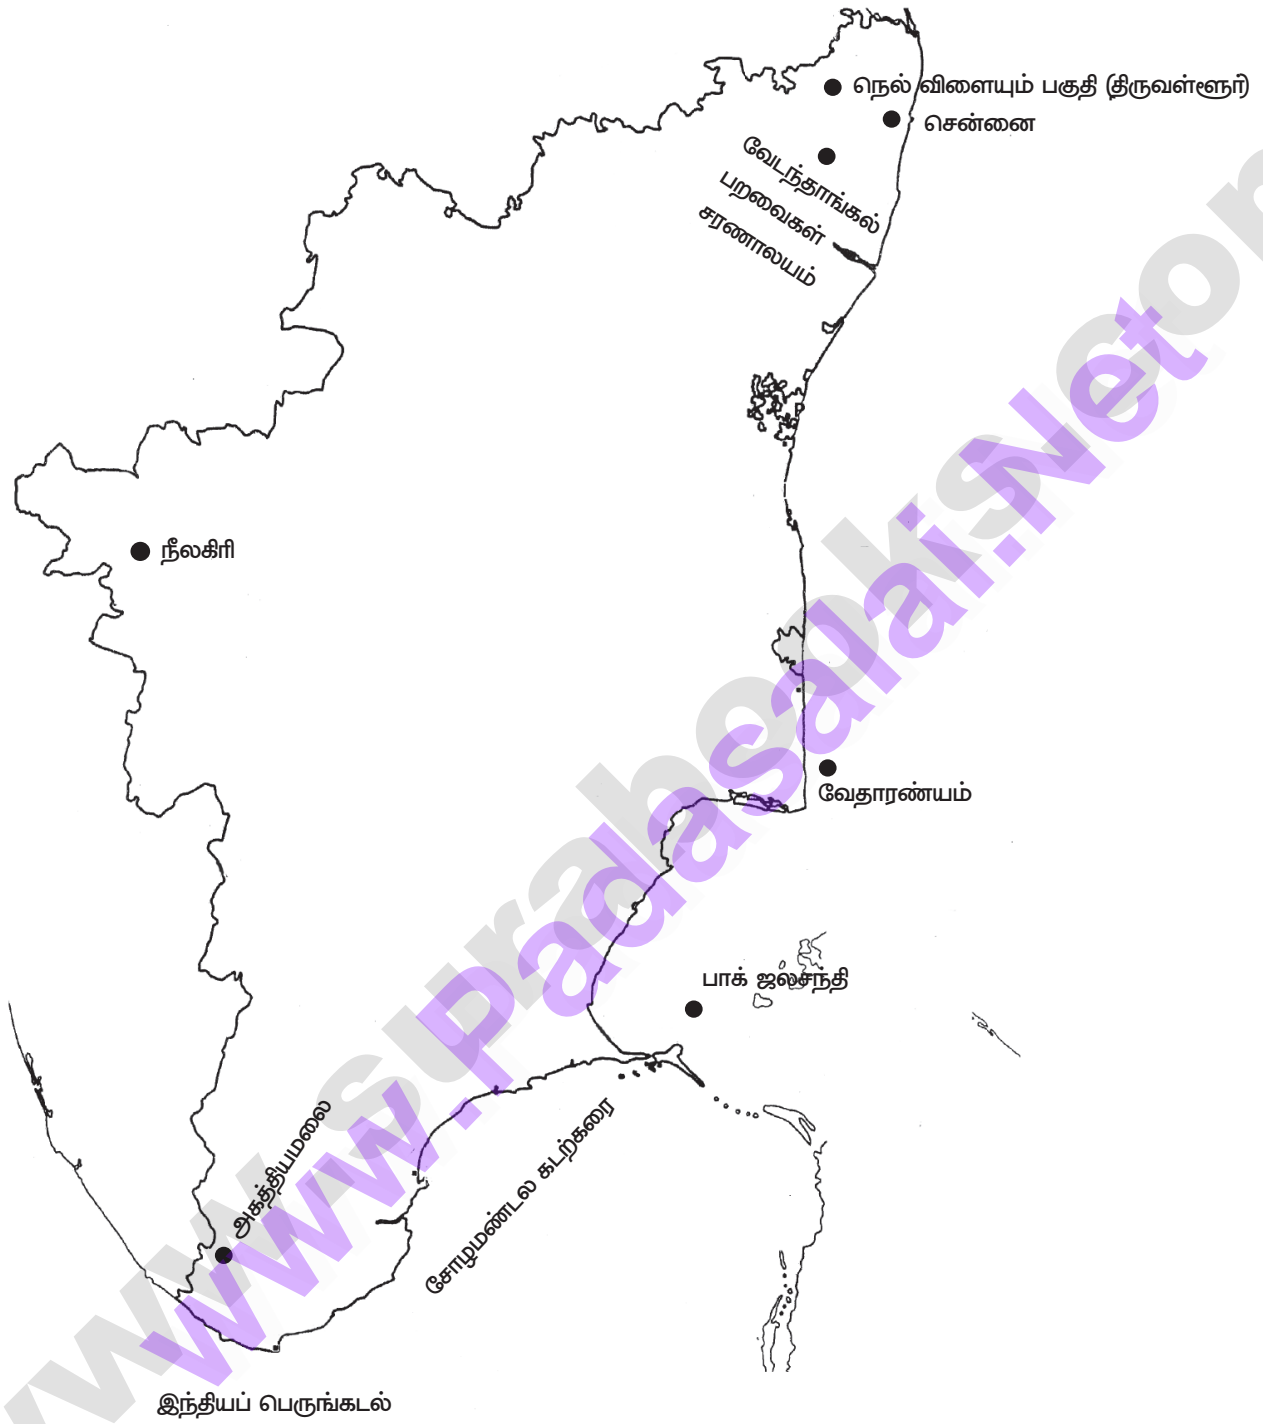 நெல் விளையும் பகுதி (திருவள்ளூர்)
சென்னை
வேடந்தாங்கல்
பறவைகள்
சரணாலயம்
நீலகிரி
வேதாரண்யம்
பாக் ஜலசந்தி
அகத்தியமலை
சோழமண்டல கடற்கரை
இந்தியப் பெருங்கடல்
www.Padasalai.Net